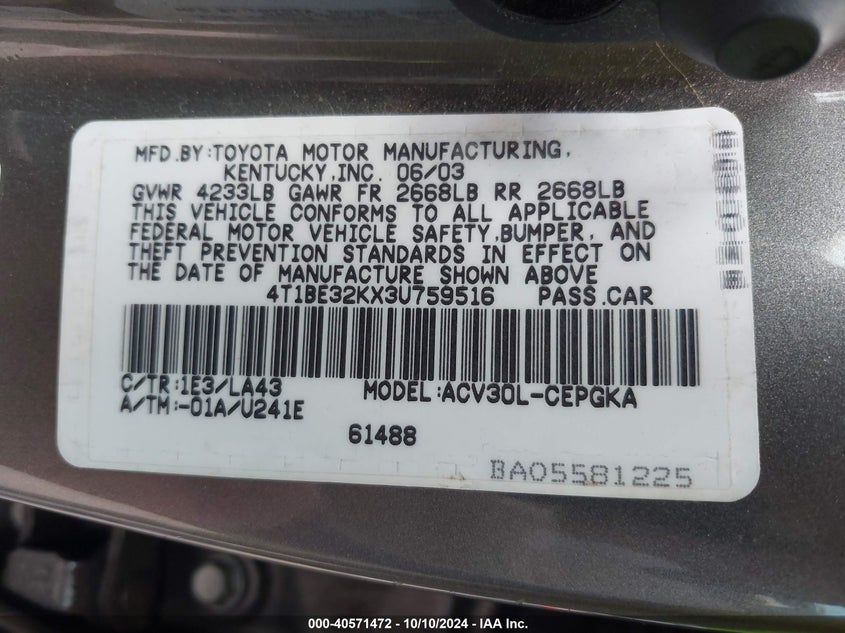 MFD.BY:TOYOTA MOTOR MANUFACTURING,
KENTUCKY,INC. 06/03
GVWR 4233LB GAWR FR 2668LB RR 2668LB
THIS VEHICLE CONFORMS TO ALL APPLICABLE
FEDERAL MOTOR VEHICLE SAFETY,BUMPER, AND
THEFT PREVENTION STANDARDS IN EFFECT ON
THE DATE OF MANUFACTURE SHOWN ABOVE
4T1BE32KX3U759516 PASS.CAR
C/TR:1E3/LA43 MODEL:ACV30L-CEPGKA
A/TM:-01A/U241E
61488
BA05581225
000-40571472 - 10/10/2024 - IAA Inc.